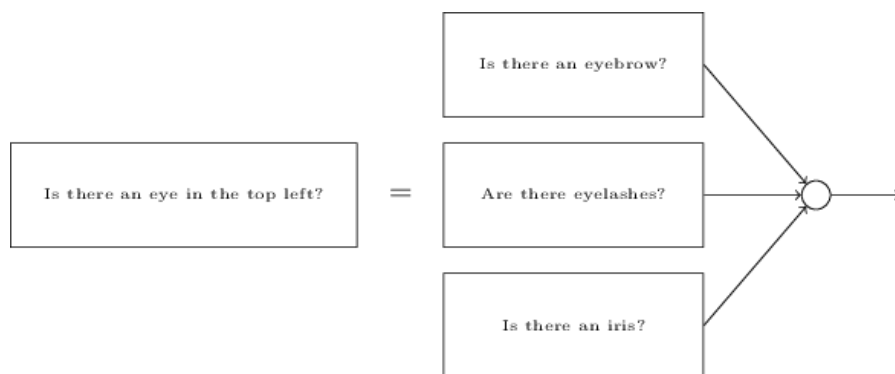 Is there an eyebrow?
Is there an eye in the top left?
=
Are there eyelashes?
Is there an iris?